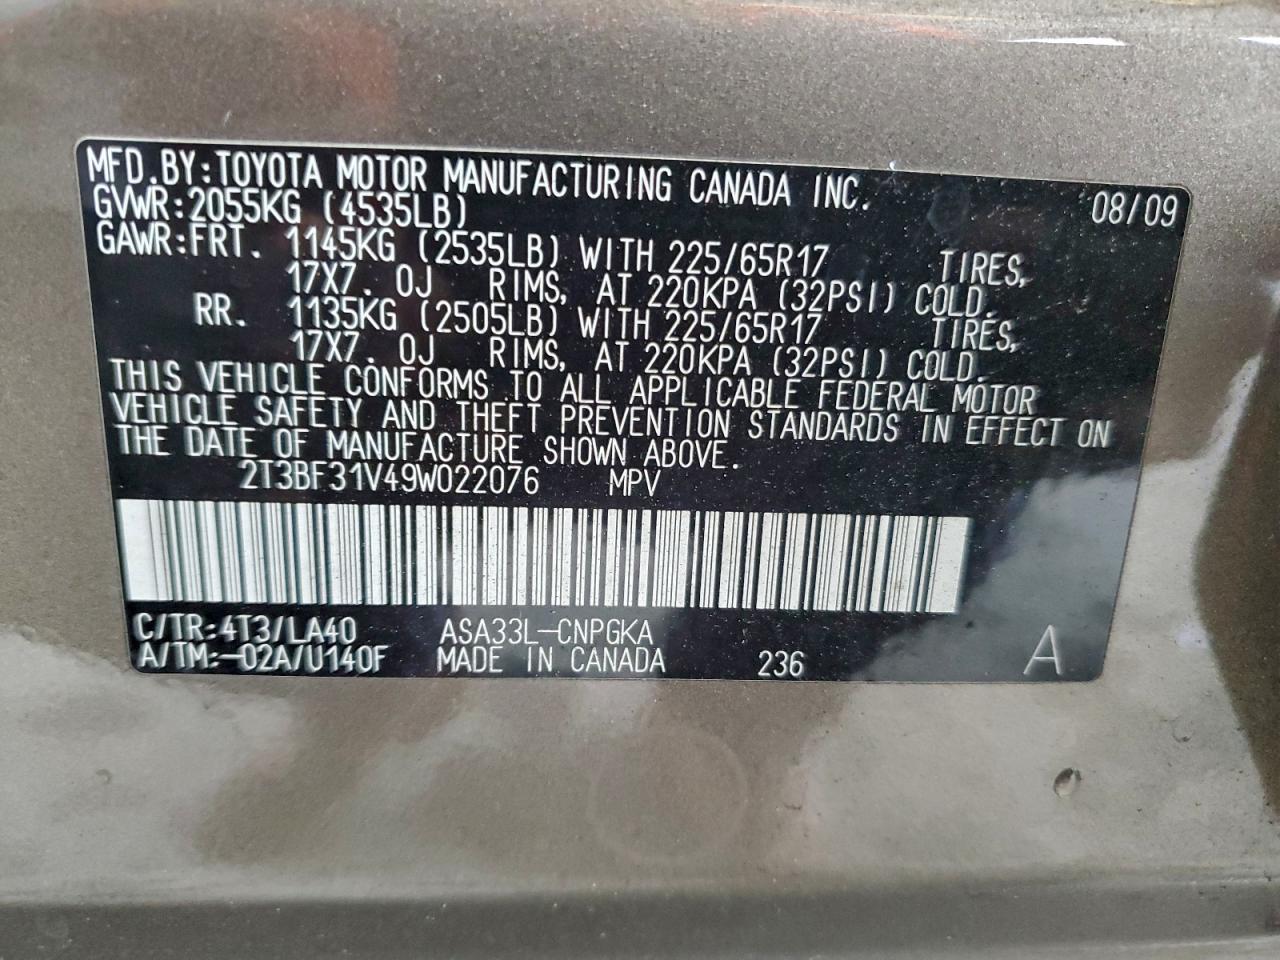 MFD.BY:TOYOTA MOTOR MANUFACTURING CANADA INC. 08/09
GVWR:2055KG (4535LB)
GAWR:FRT. 1145KG (2535LB) WITH 225/65R17 TIRES,
17X7. 0J RIMS, AT 220KPA (32PSI) COLD.
RR. 1135KG (2505LB) WITH 225/65R17 TIRES,
17X7. 0J RIMS, AT 220KPA (32PSI) COLD.
THIS VEHICLE CONFORMS TO ALL APPLICABLE FEDERAL MOTOR
VEHICLE SAFETY AND THEFT PREVENTION STANDARDS IN EFFECT ON
THE DATE OF MANUFACTURE SHOWN ABOVE.
2T3BF31V49W022076 MPV
C/TR:4T3/LA40 ASA33L-CNPGKA
A/TM:-02A/U140F MADE IN CANADA 236 A